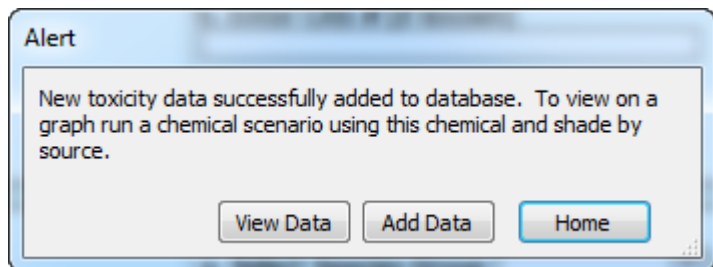 Alert
New toxicity data successfully added to database. To view on a
graph run a chemical scenario using this chemical and shade by
source.
View Data Add Data Home